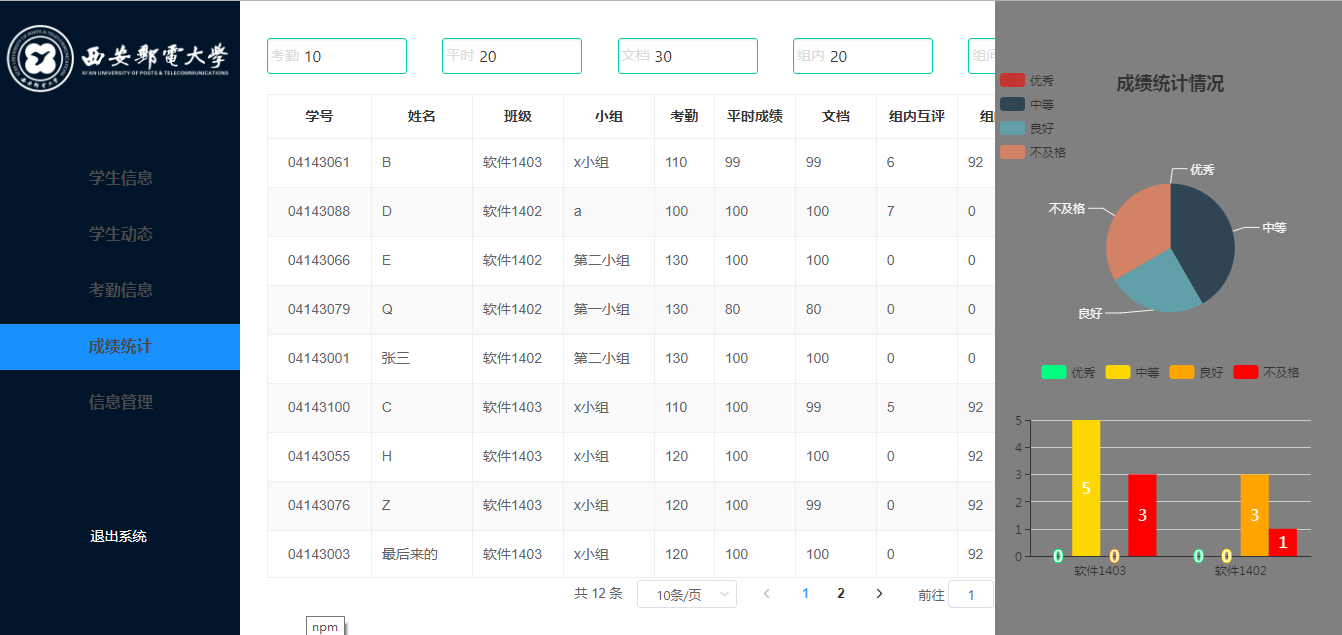 西安郵電大学
XI'AN UNIVERSITY OF POSTS & TELECOMMUNICATIONS
学生信息
学生动态
考勤信息
成绩统计
信息管理
退出系统
考勤 10 平时 20 文档 30 组内 20 组间
学号 姓名 班级 小组 考勤 平时成绩 文档 组内互评 组
04143061 B 软件1403 x小组 110 99 99 6 92
04143088 D 软件1402 a 100 100 100 7 0
04143066 E 软件1402 第二小组 130 100 100 0 0
04143079 Q 软件1402 第一小组 130 80 80 0 0
04143001 张三 软件1402 第二小组 130 100 100 0 0
04143100 C 软件1403 x小组 110 100 99 5 92
04143055 H 软件1403 x小组 120 100 100 0 92
04143076 Z 软件1403 x小组 120 100 99 0 92
04143003 最后来的 软件1403 x小组 120 100 100 0 92
共 12 条 10条/页 < 1 2 > 前往 1
npm
成绩统计情况
优秀
中等
良好
不及格
优秀
不及格
中等
良好
优秀 中等 良好 不及格
5
4
3
2
1
0
0 5 0 3 0 0 3 1
软件1403 软件1402